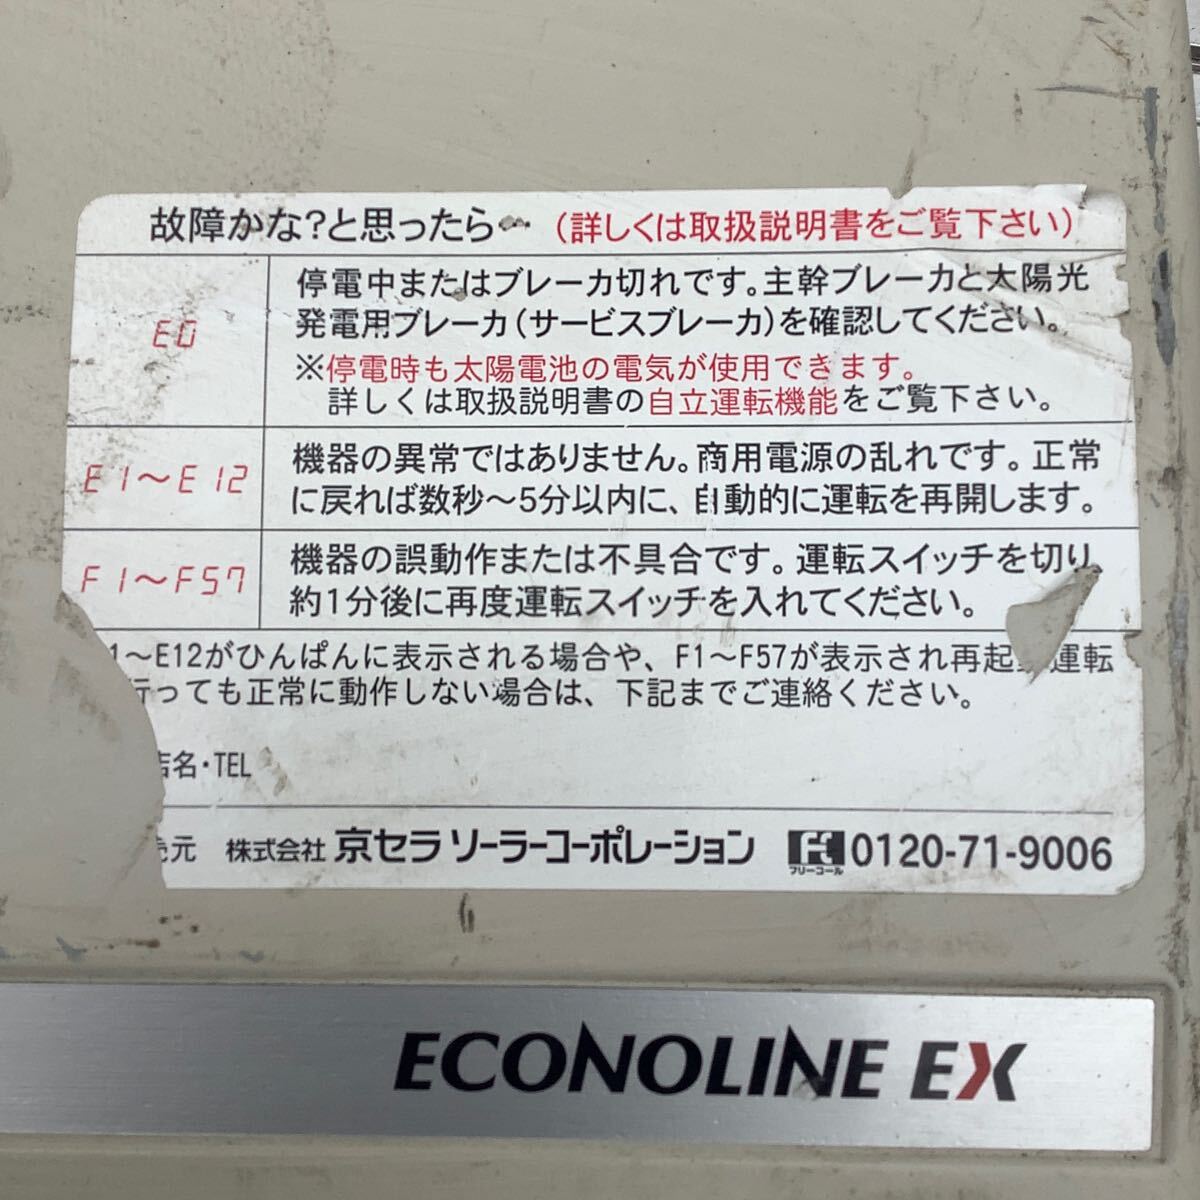 故障かな?と思ったら… (詳しくは取扱説明書をご覧下さい)
E0
停電中またはブレーカ切れです。主幹ブレーカと太陽光
発電用ブレーカ(サービスブレーカ)を確認してください。
※停電時も太陽電池の電気が使用できます。
詳しくは取扱説明書の自立運転機能をご覧下さい。
E1～E12
機器の異常ではありません。商用電源の乱れです。正常
に戻れば数秒～5分以内に、自動的に運転を再開します。
F1～F57
機器の誤動作または不具合です。運転スイッチを切り、
約1分後に再度運転スイッチを入れてください。
1～E12がひんぱんに表示される場合や、F1～F57が表示され再起 運転
行っても正常に動作しない場合は、下記までご連絡ください。
店名・TEL
売元 株式会社 京セラ ソーラーコーポレーション フリーコール 0120-71-9006
ECONOLINE EX